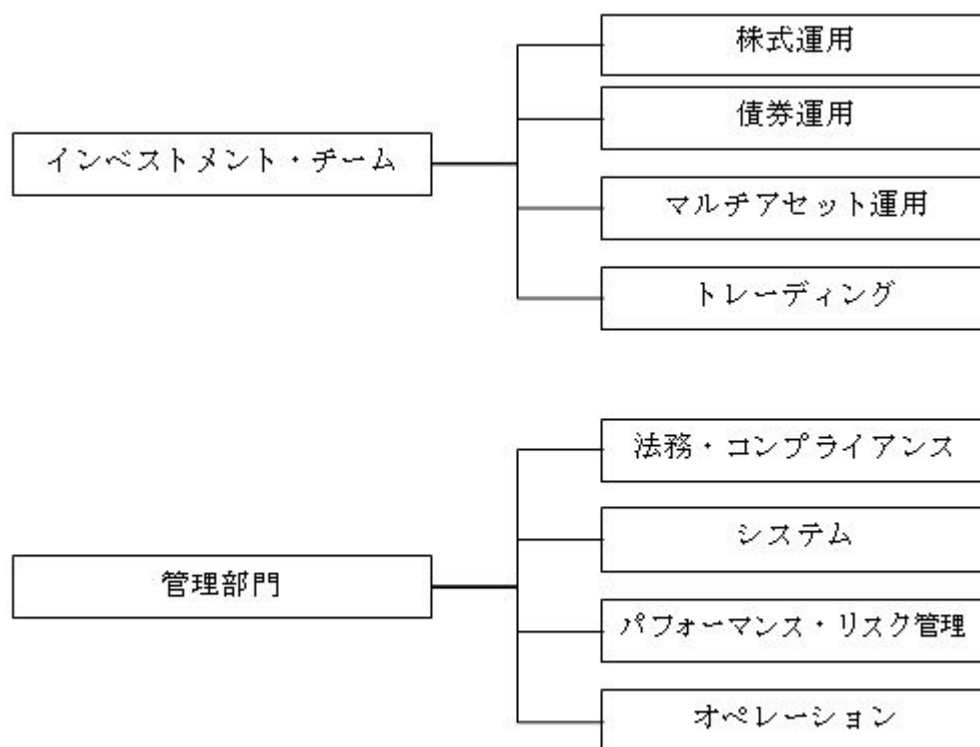 株式運用
債券運用
インベストメント・チーム
マルチアセット運用
トレーディング
法務・コンプライアンス
システム
管理部門
パフォーマンス・リスク管理
オペレーション